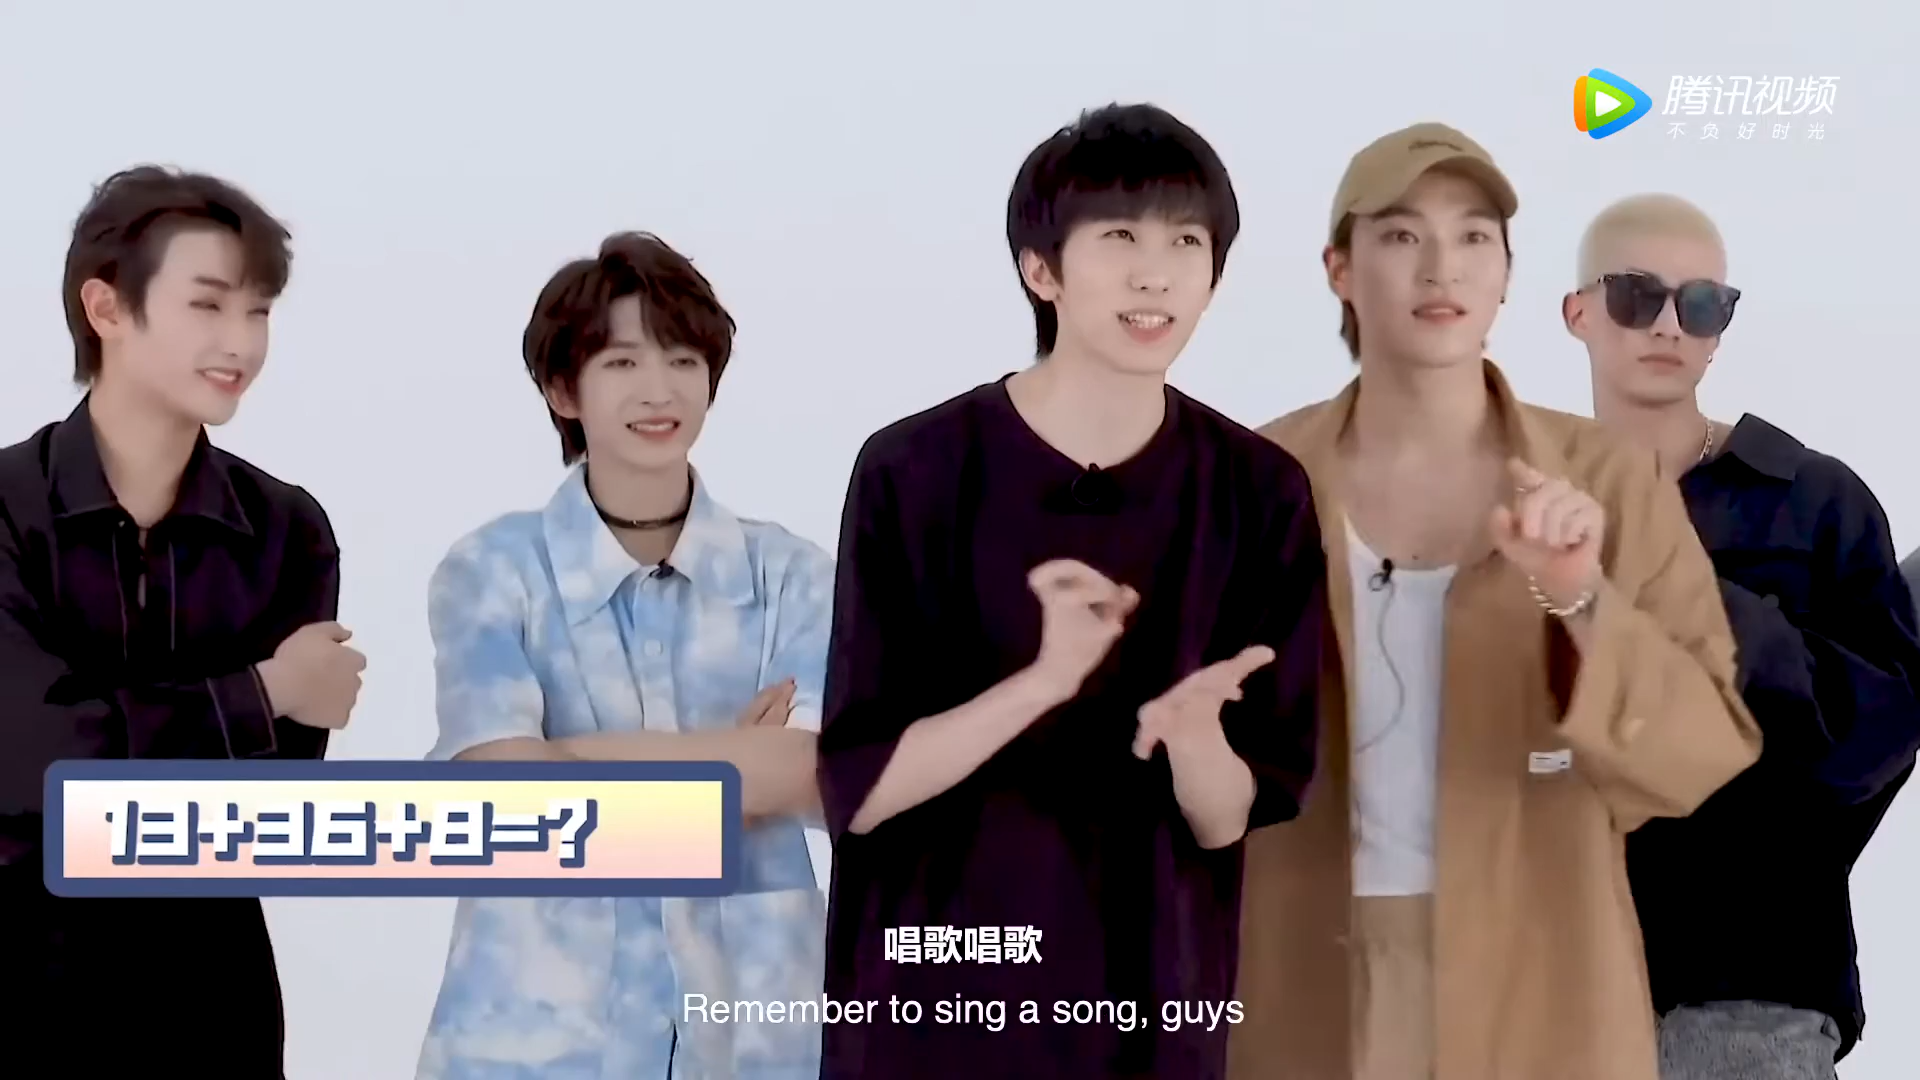 腾讯视频
不负好时光
13+36+8=?
唱歌唱歌
Remember to sing a song, guys